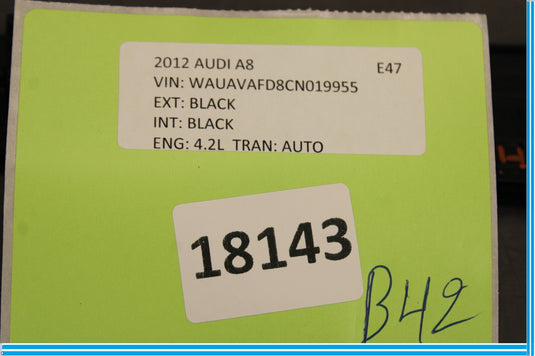 2012 AUDI A8 E47
VIN: WAUAVAFD8CN019955
EXT: BLACK
INT: BLACK
ENG: 4.2L TRAN: AUTO
18143
B42